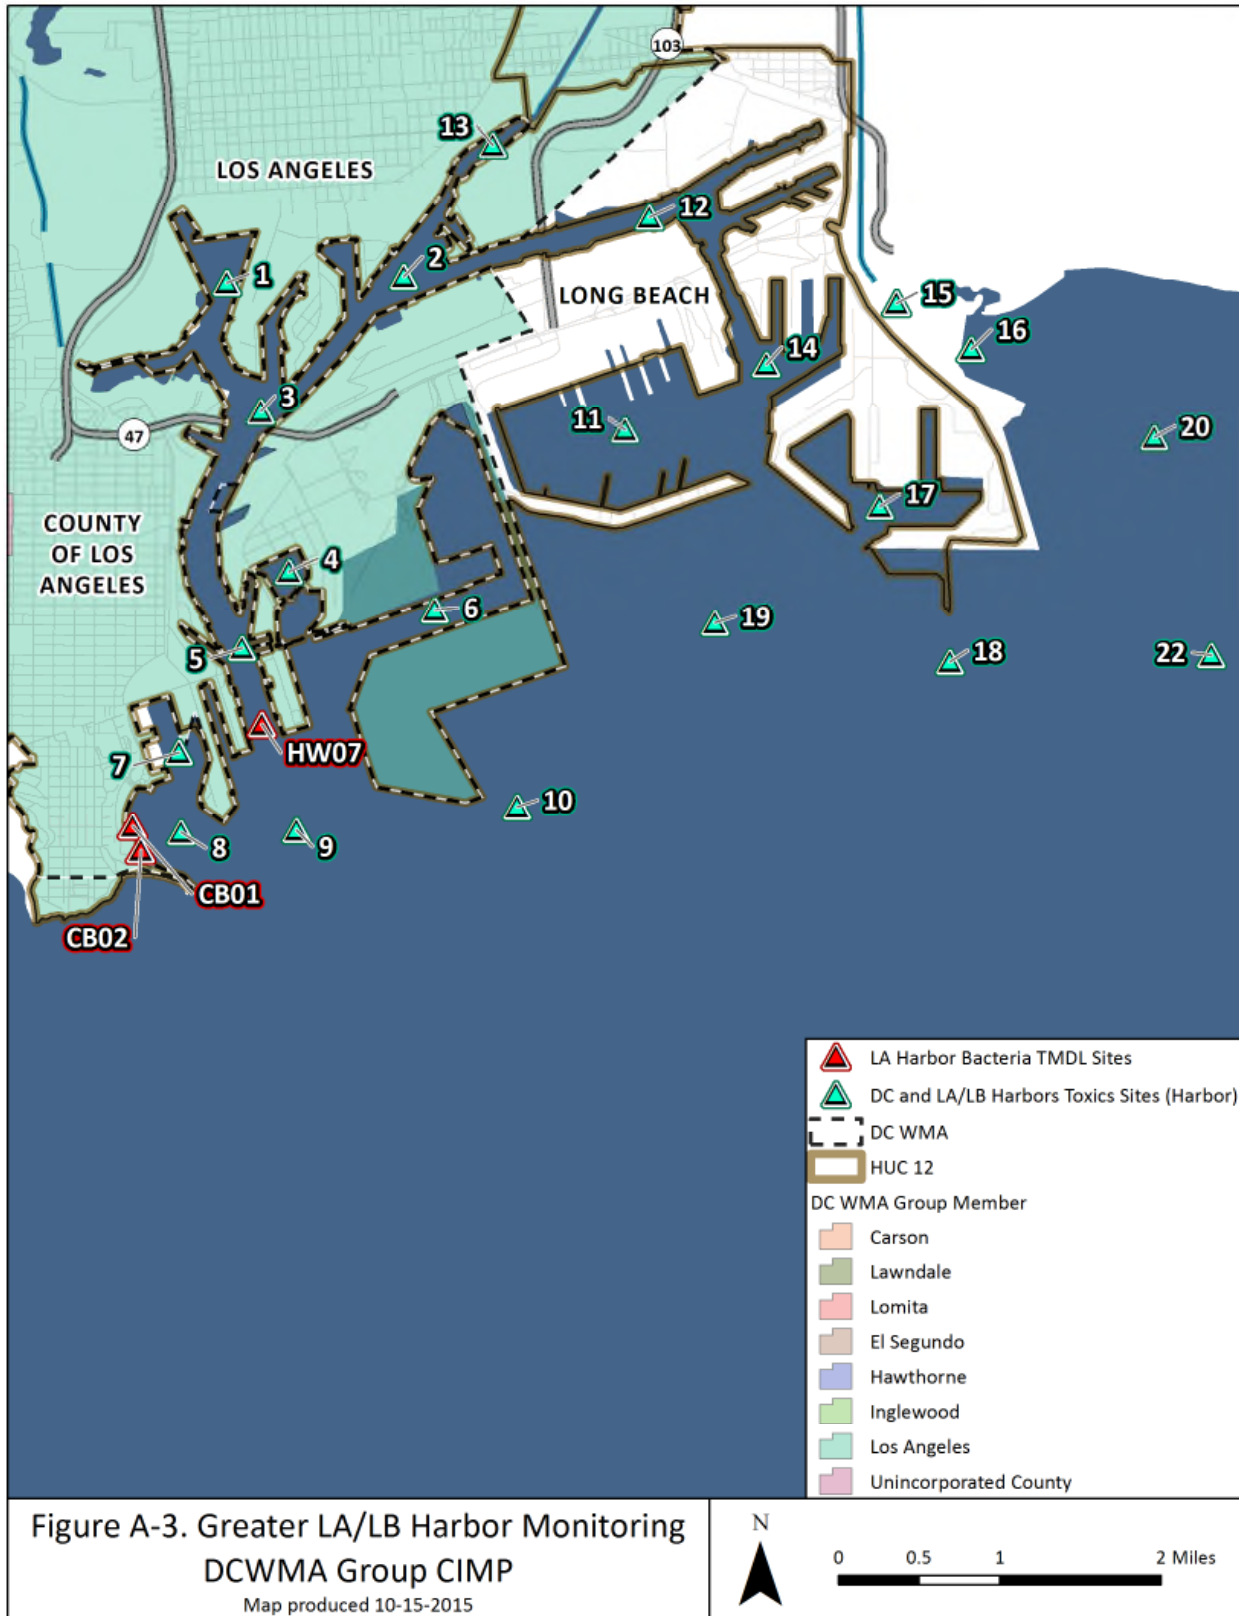 103
13
LOS ANGELES
12
1
2
LONG BEACH
15
16
14
3
47
11
20
17
COUNTY
OF LOS
ANGELES
4
6
19
5
18
22
HW07
7
10
8
9
CB01
CB02
LA Harbor Bacteria TMDL Sites
DC and LA/LB Harbors Toxics Sites (Harbor)
DC WMA
HUC 12
DC WMA Group Member
Carson
Lawndale
Lomita
El Segundo
Hawthorne
Inglewood
Los Angeles
Unincorporated County
Figure A-3. Greater LA/LB Harbor Monitoring
DCWMA Group CIMP
Map produced 10-15-2015
N
0 0.5 1 2 Miles